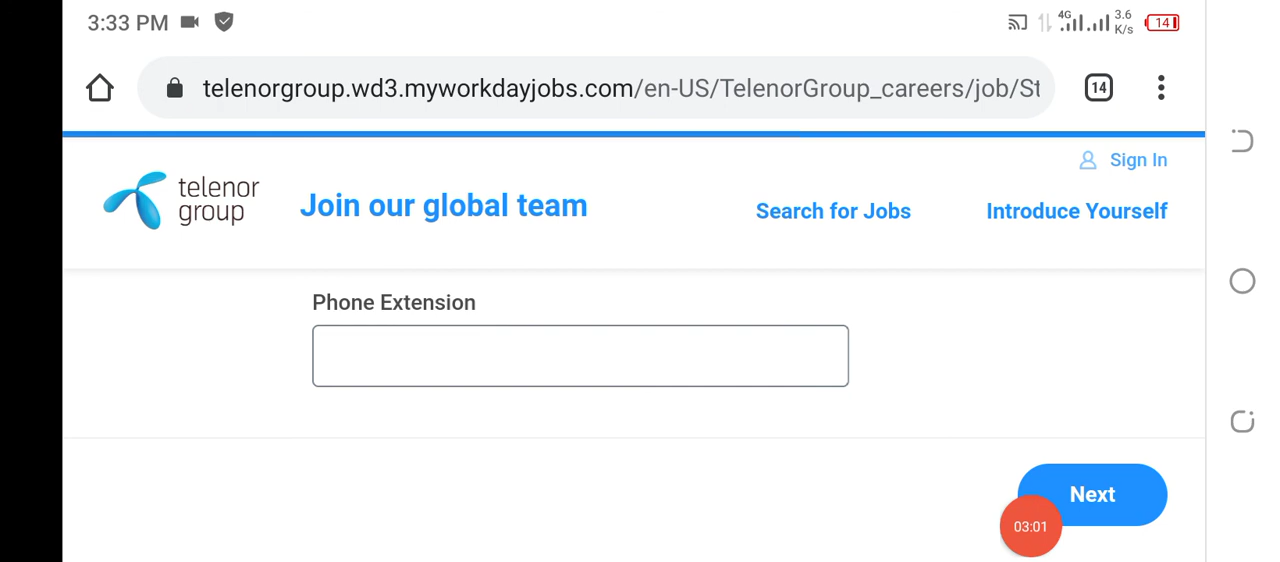 3:33 PM
4G 3.6 K/s 14
telenorgroup.wd3.myworkdayjobs.com/en-US/TelenorGroup_careers/job/St
14
Sign In
telenor
group
Join our global team
Search for Jobs
Introduce Yourself
Phone Extension
Next
03:01